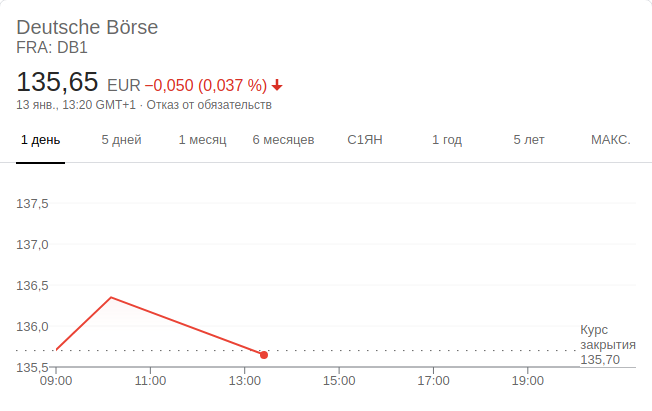 Deutsche Börse
FRA: DB1
135,65 EUR −0,050 (0,037 %)
13 янв., 13:20 GMT+1 · Отказ от обязательств
1 день 5 дней 1 месяц 6 месяцев С1ЯН 1 год 5 лет МАКС.
137,5
137,0
136,5
136,0
Курс
закрытия
135,70
135,5
09:00 11:00 13:00 15:00 17:00 19:00